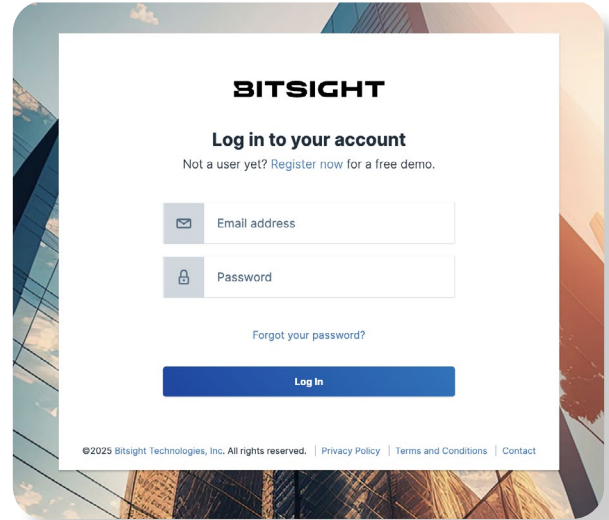 BITSIGHT
Log in to your account
Not a user yet? Register now for a free demo.
Email address
Password
Forgot your password?
Log In
©2025 Bitsight Technologies, Inc. All rights reserved. | Privacy Policy | Terms and Conditions | Contact